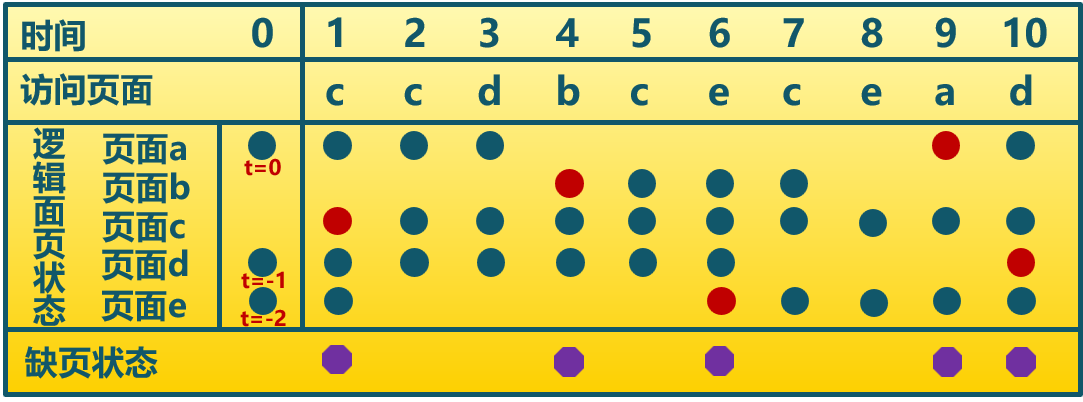 时间 0 1 2 3 4 5 6 7 8 9 10
访问页面 c c d b c e c e a d
逻辑面页状态
页面a
t=0
页面b
页面c
页面d
t=-1
页面e
t=-2
缺页状态